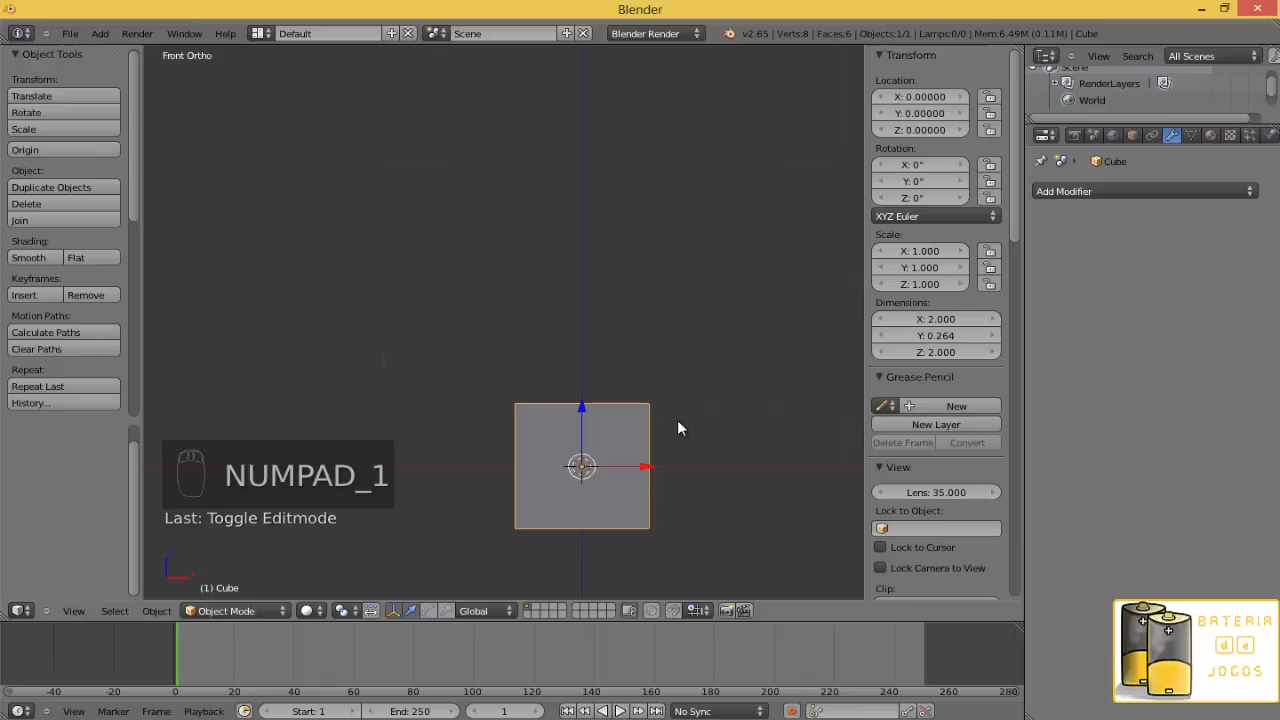 Blender
File Add Render Window Help Default Scene Blender Render v2.65 | Verts:8 | Faces:6 | Objects:1/1 | Lamps:0/0 | Mem:6.49M (0.11M) | Cube
Object Tools
Transform:
Translate
Rotate
Scale
Origin
Object:
Duplicate Objects
Delete
Join
Shading:
Smooth Flat
Keyframes:
Insert Remove
Motion Paths:
Calculate Paths
Clear Paths
Repeat:
Repeat Last
History...
Front Ortho
NUMPAD_1
Last: Toggle Editmode
(1) Cube
Transform
Location:
X: 0.00000
Y: 0.00000
Z: 0.00000
Rotation:
X: 0°
Y: 0°
Z: 0°
XYZ Euler
Scale:
X: 1.000
Y: 1.000
Z: 1.000
Dimensions:
X: 2.000
Y: 0.264
Z: 2.000
Grease Pencil
New
New Layer
Delete Frame Convert
View
Lens: 35.000
Lock to Object:
Lock to Cursor
Lock Camera to View
Clip:
View Search All Scenes
Scene
RenderLayers
World
Cube
Add Modifier
View Select Object Object Mode Global
-40 -20 0 20 40 60 80 100 120 140 160 180 200 220 240 260 280
View Marker Frame Playback Start: 1 End: 250 1 No Sync
BATERIA
de
JOGOS